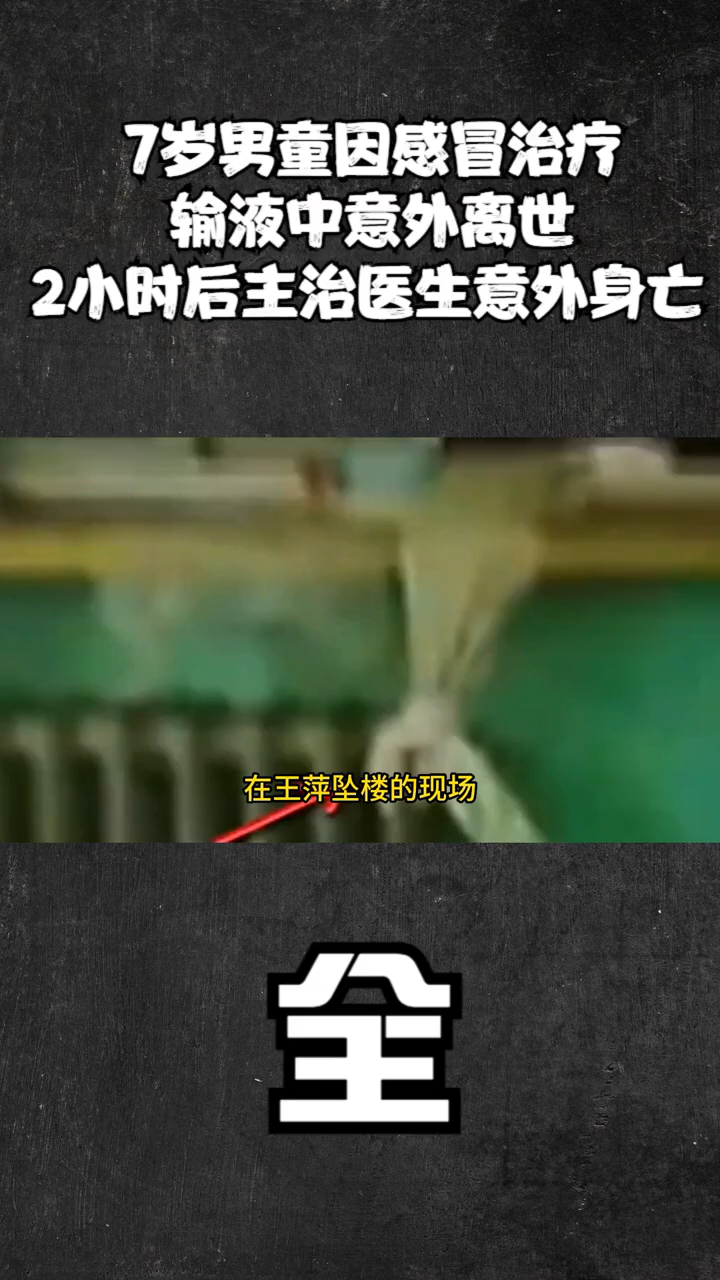 7岁男童因感冒治疗
输液中意外离世
2小时后主治医生意外身亡
在王萍坠楼的现场
全